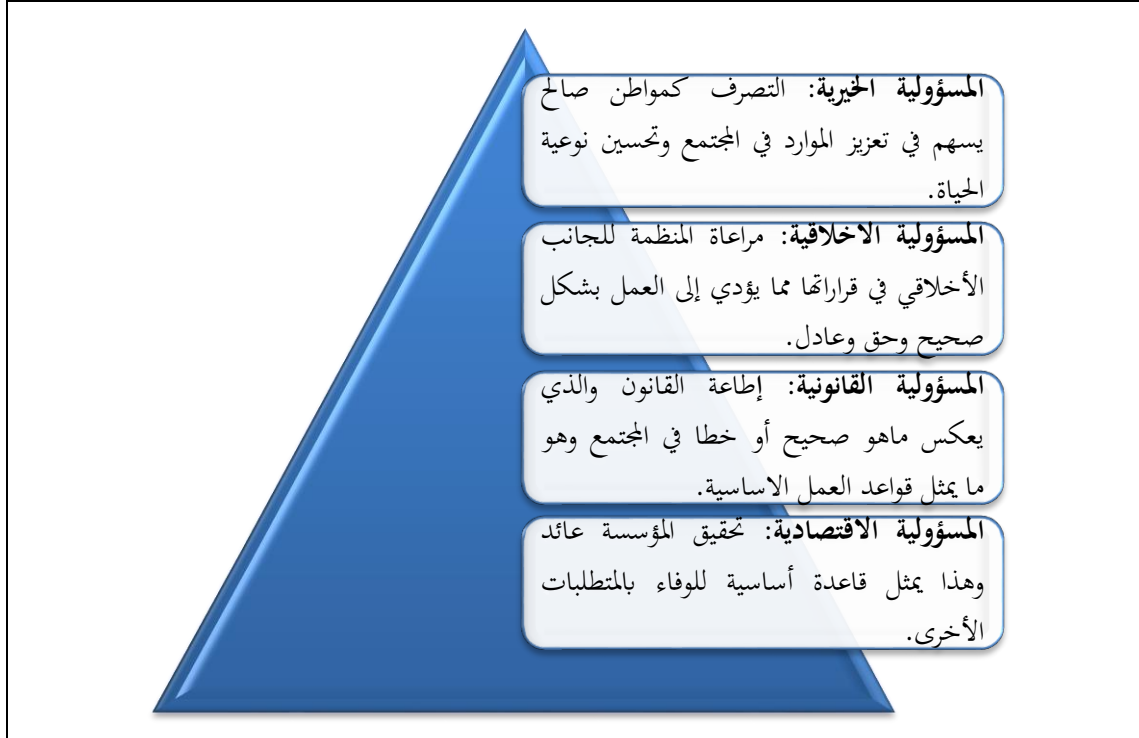 المسؤولية الخيرية: التصرف كمواطن صالح
يسهم في تعزيز الموارد في المجتمع وتحسين نوعية
الحياة.
المسؤولية الاخلاقية: مراعاة المنظمة للجانب
الأخلاقي في قراراتها مما يؤدي إلى العمل بشكل
صحيح وحق وعادل.
المسؤولية القانونية: إطاعة القانون والذي
يعكس ماهو صحيح أو خطا في المجتمع وهو
ما يمثل قواعد العمل الاساسية.
المسؤولية الاقتصادية: تحقيق المؤسسة عائد
وهذا يمثل قاعدة أساسية للوفاء بالمتطلبات
الأخرى.